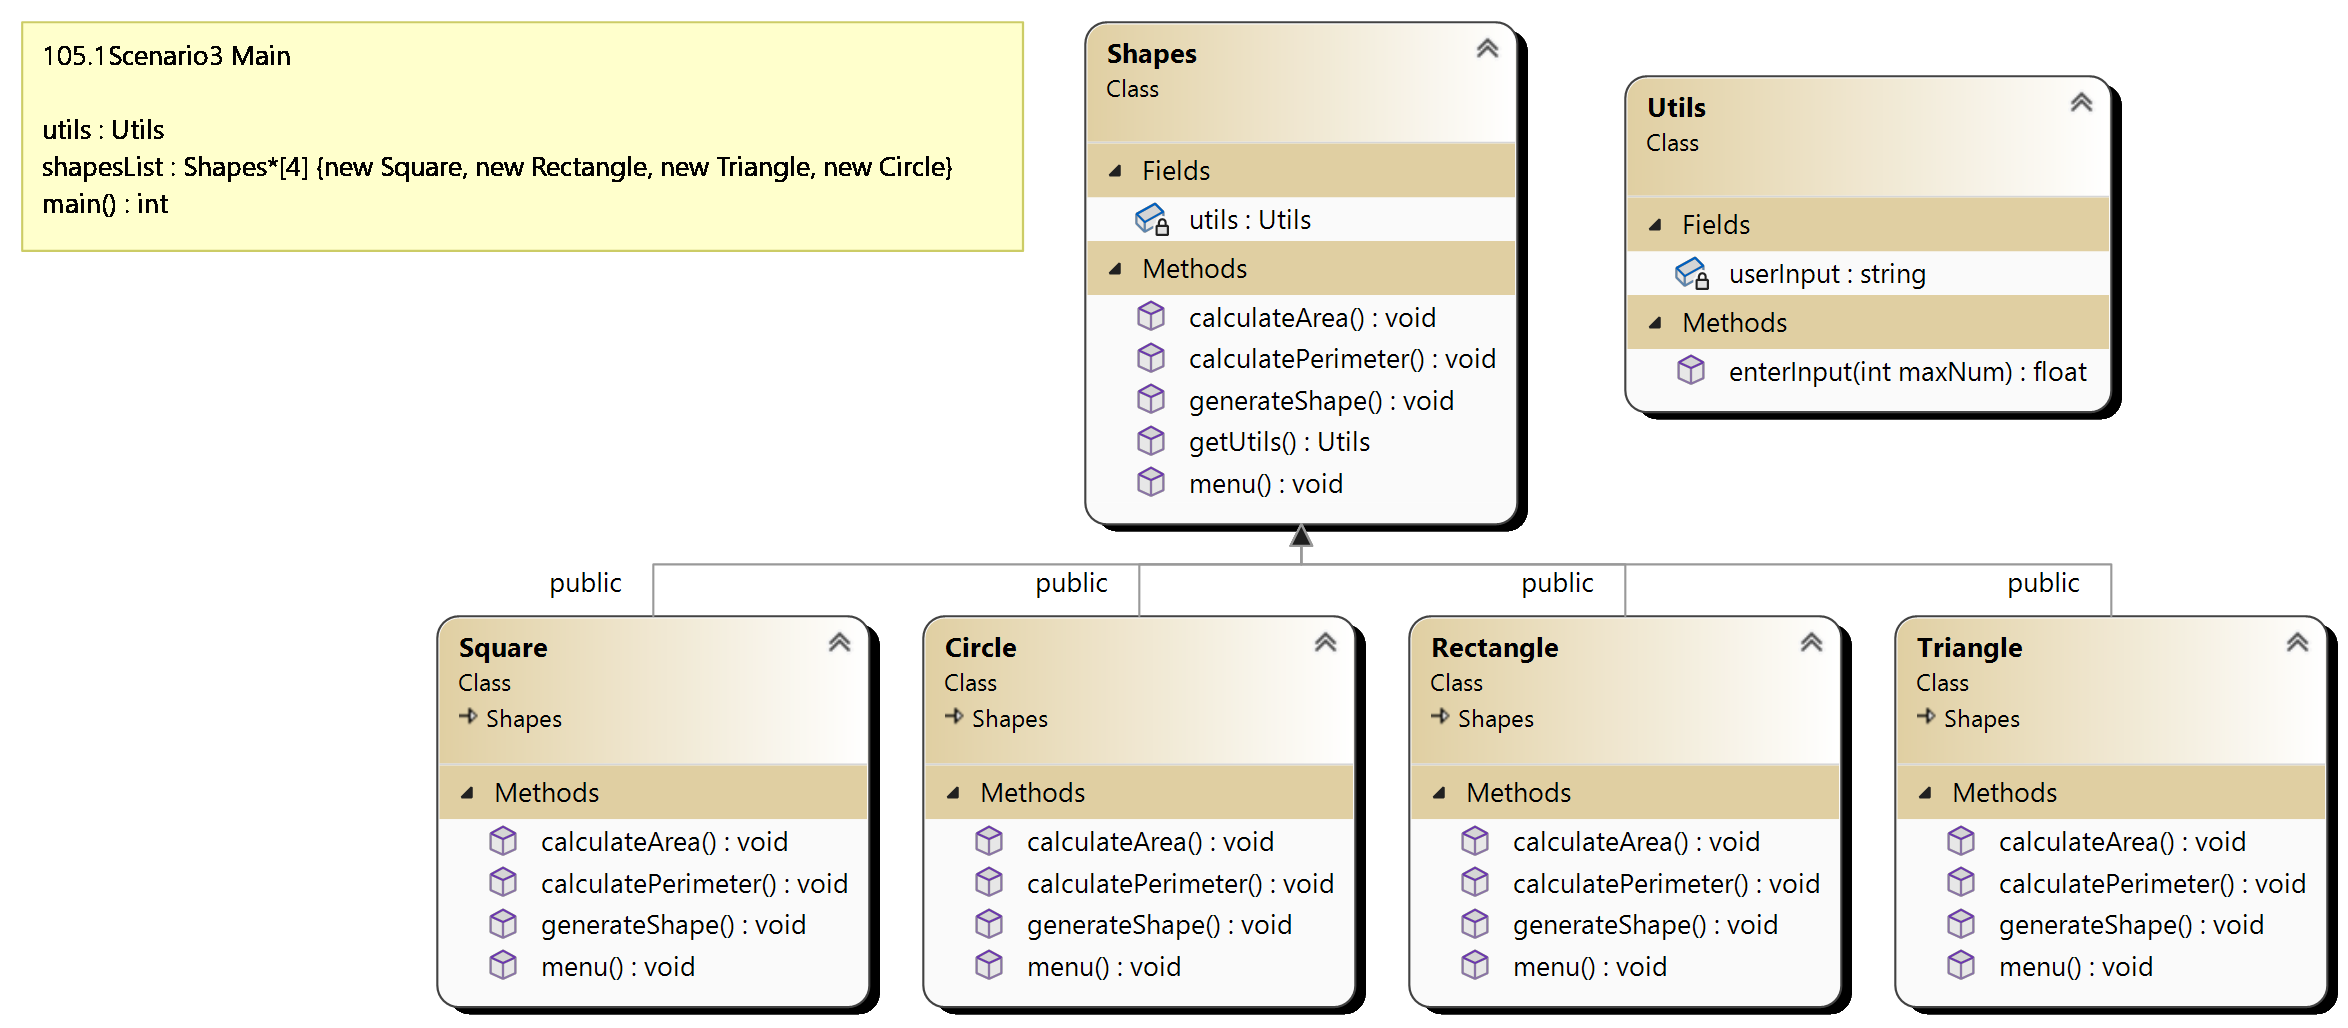 105.1Scenario3 Main
utils : Utils
shapesList : Shapes*[4] {new Square, new Rectangle, new Triangle, new Circle}
main() : int
Shapes
Class
Fields
utils : Utils
Methods
calculateArea() : void
calculatePerimeter() : void
generateShape() : void
getUtils() : Utils
menu() : void
Utils
Class
Fields
userInput : string
Methods
enterInput(int maxNum) : float
public
public
public
public
Square
Class
Shapes
Methods
calculateArea() : void
calculatePerimeter() : void
generateShape() : void
menu() : void
Circle
Class
Shapes
Methods
calculateArea() : void
calculatePerimeter() : void
generateShape() : void
menu() : void
Rectangle
Class
Shapes
Methods
calculateArea() : void
calculatePerimeter() : void
generateShape() : void
menu() : void
Triangle
Class
Shapes
Methods
calculateArea() : void
calculatePerimeter() : void
generateShape() : void
menu() : void